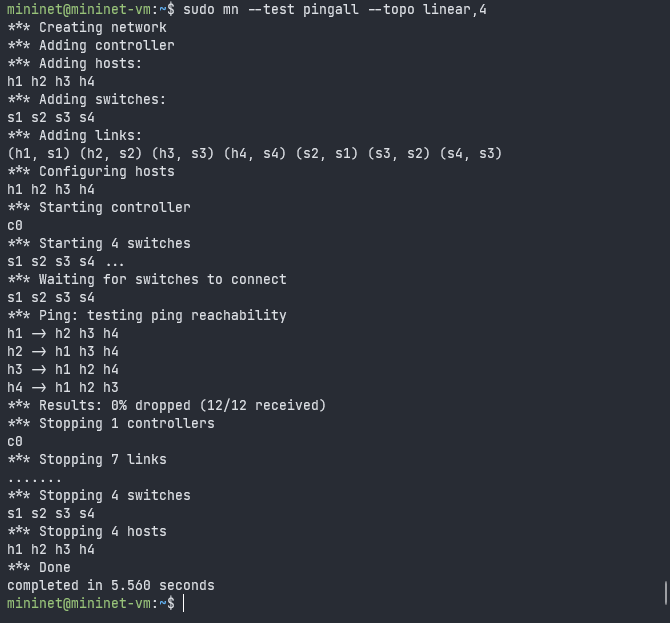 mininet@mininet-vm:~$ sudo mn --test pingall --topo linear,4
*** Creating network
*** Adding controller
*** Adding hosts:
h1 h2 h3 h4
*** Adding switches:
s1 s2 s3 s4
*** Adding links:
(h1, s1) (h2, s2) (h3, s3) (h4, s4) (s2, s1) (s3, s2) (s4, s3)
*** Configuring hosts
h1 h2 h3 h4
*** Starting controller
c0
*** Starting 4 switches
s1 s2 s3 s4 ...
*** Waiting for switches to connect
s1 s2 s3 s4
*** Ping: testing ping reachability
h1 -> h2 h3 h4
h2 -> h1 h3 h4
h3 -> h1 h2 h4
h4 -> h1 h2 h3
*** Results: 0% dropped (12/12 received)
*** Stopping 1 controllers
c0
*** Stopping 7 links
.......
*** Stopping 4 switches
s1 s2 s3 s4
*** Stopping 4 hosts
h1 h2 h3 h4
*** Done
completed in 5.560 seconds
mininet@mininet-vm:~$